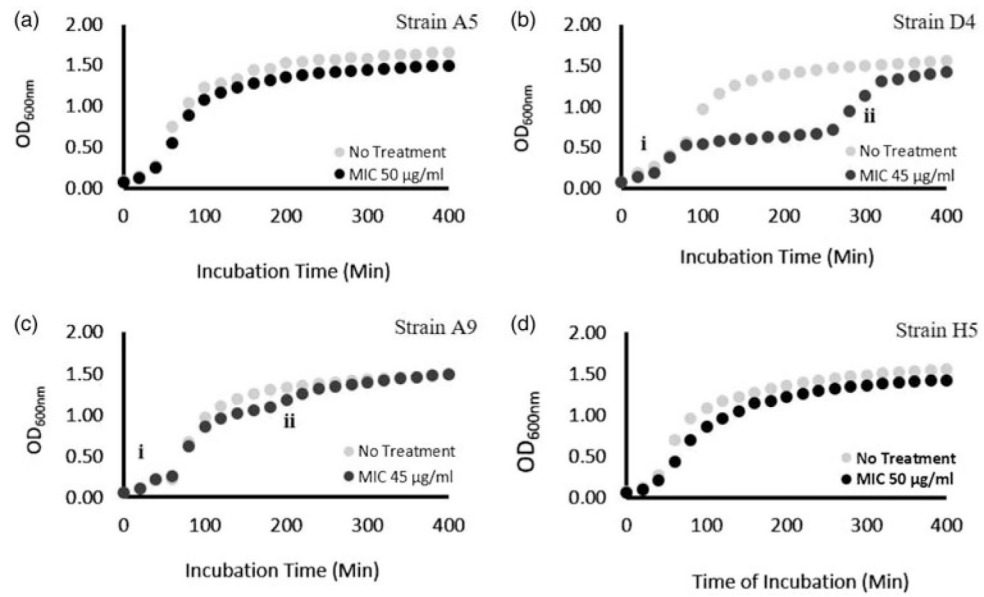 (a)
Strain A5
2.00
1.50
1.00
0.50
0.00
OD600nm
No Treatment
MIC 50 µg/ml
0 100 200 300 400
Incubation Time (Min)
(b)
Strain D4
2.00
1.50
1.00
0.50
0.00
OD600nm
i
ii
No Treatment
MIC 45 µg/ml
0 100 200 300 400
Incubation Time (Min)
(c)
Strain A9
2.00
1.50
1.00
0.50
0.00
OD600nm
i
ii
No Treatment
MIC 45 µg/ml
0 100 200 300 400
Incubation Time (Min)
(d)
Strain H5
2.00
1.50
1.00
0.50
0.00
OD600nm
No Treatment
MIC 50 µg/ml
0 100 200 300 400
Time of Incubation (Min)